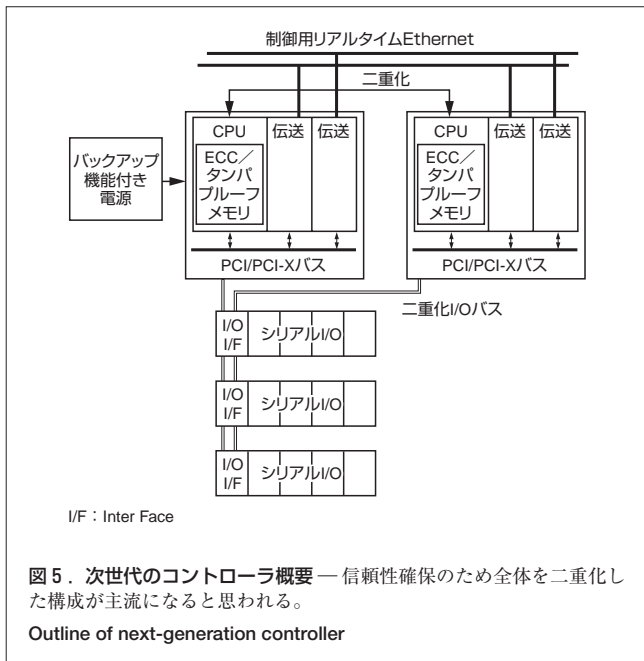 制御用リアルタイムEthernet
二重化
CPU
伝送
伝送
ECC/
タンパ
プルーフ
メモリ
PCI/PCI-Xバス
CPU
伝送
伝送
ECC/
タンパ
プルーフ
メモリ
PCI/PCI-Xバス
バックアップ
機能付き
電源
二重化I/Oバス
I/O
I/F
シリアルI/O
I/O
I/F
シリアルI/O
I/O
I/F
シリアルI/O
I/F：Inter Face
図5．次世代のコントローラ概要 ― 信頼性確保のため全体を二重化し
た構成が主流になると思われる。
Outline of next-generation controller